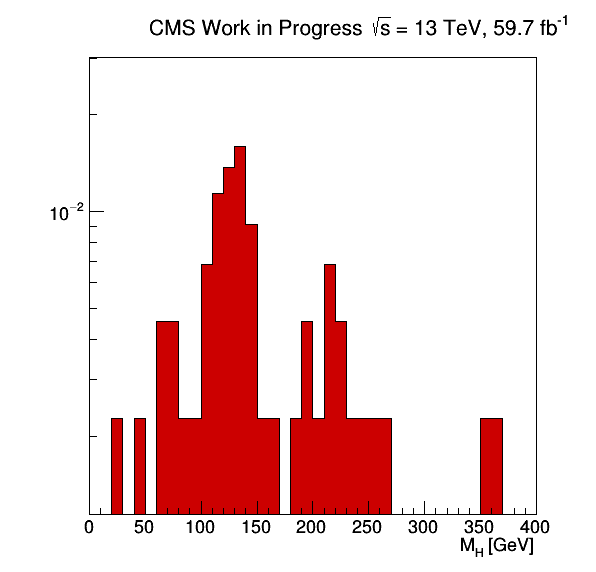 CMS Work in Progress √s = 13 TeV, 59.7 fb⁻¹
10⁻²
0 50 100 150 200 250 300 350 400
M_H [GeV]